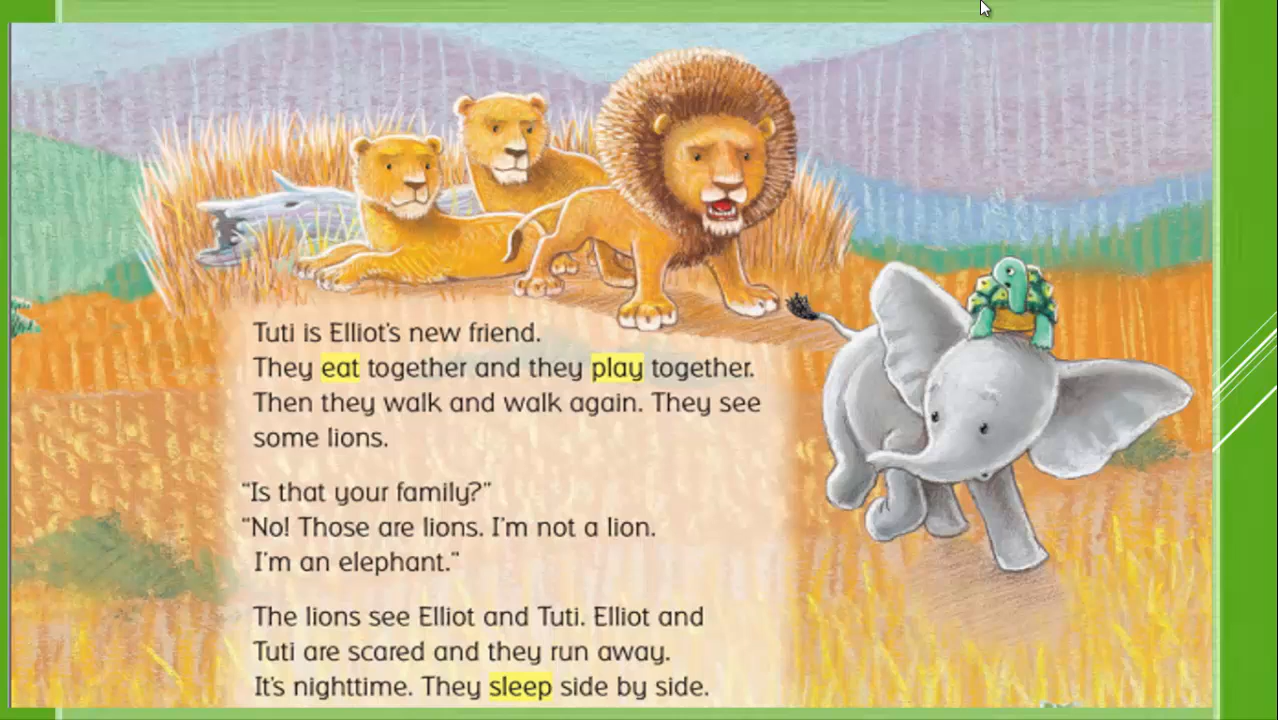 Tuti is Elliot's new friend.
They eat together and they play together.
Then they walk and walk again. They see
some lions.
"Is that your family?"
"No! Those are lions. I'm not a lion.
I'm an elephant."
The lions see Elliot and Tuti. Elliot and
Tuti are scared and they run away.
It's nighttime. They sleep side by side.